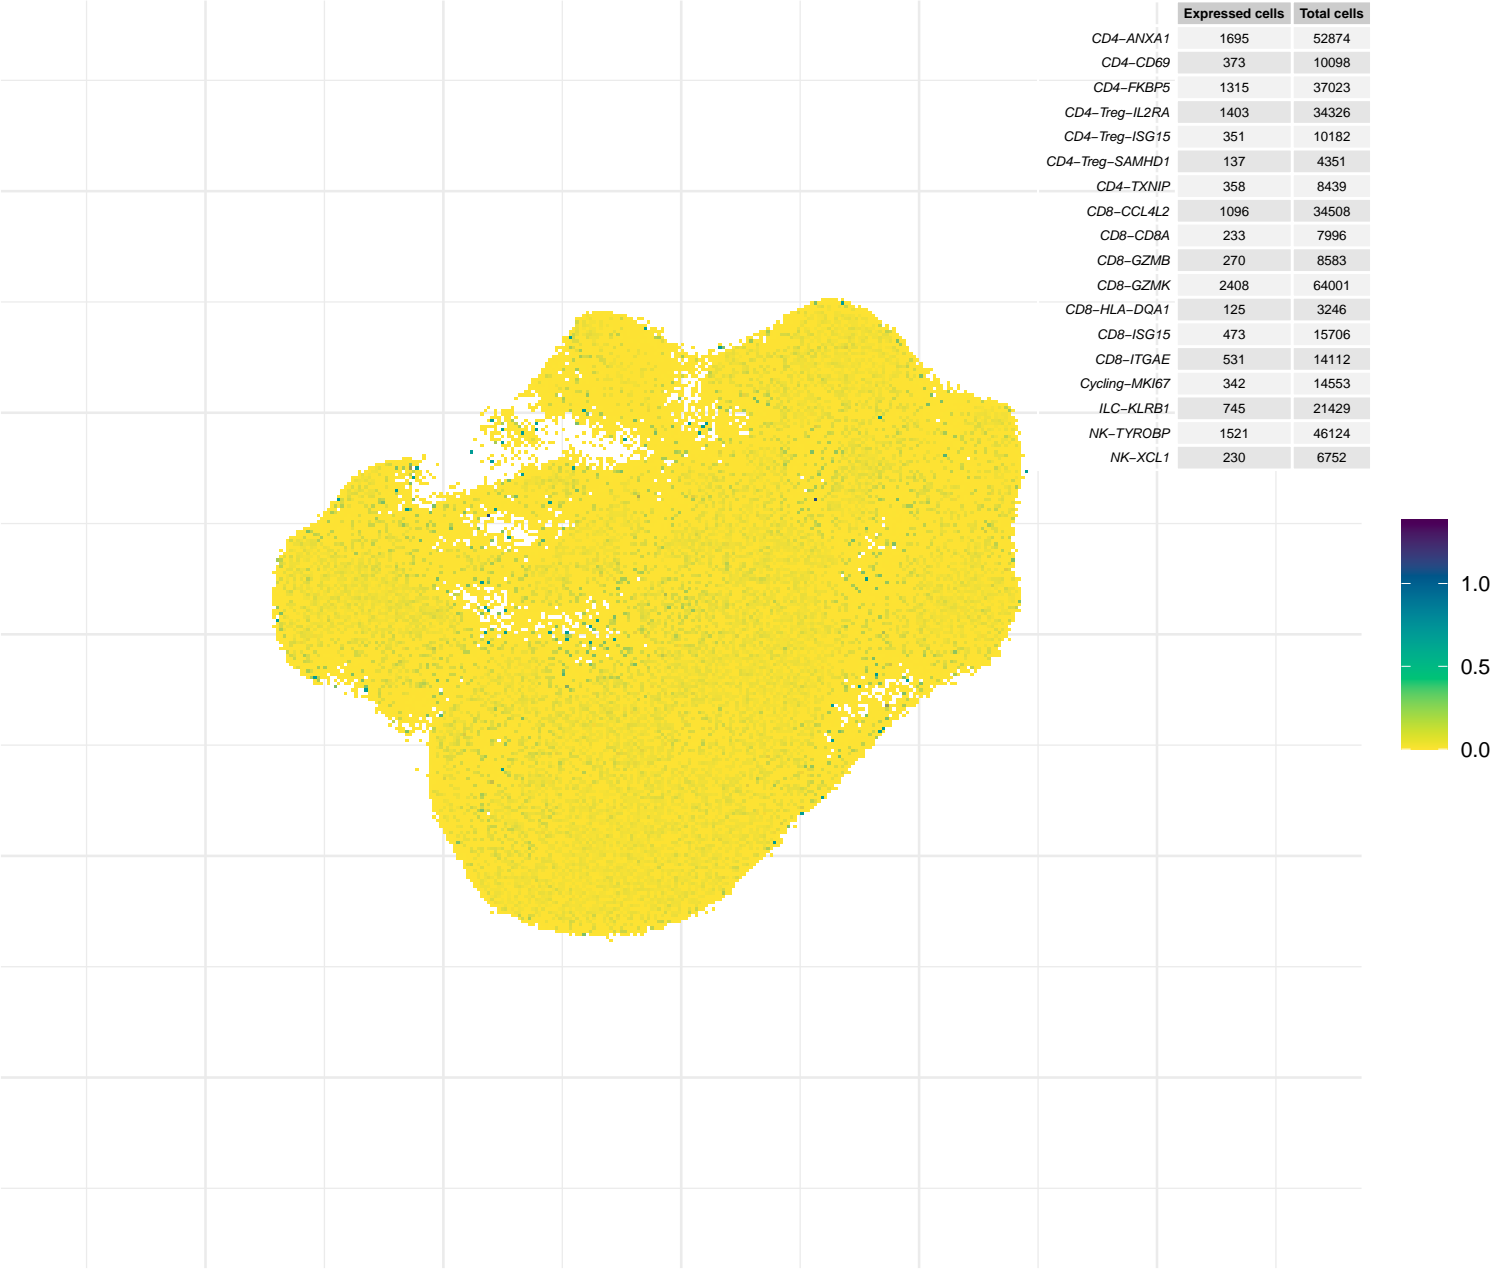 Expressed cells Total cells
CD4−ANXA1 1695 52874
CD4−CD69 373 10098
CD4−FKBP5 1315 37023
CD4−Treg−IL2RA 1403 34326
CD4−Treg−ISG15 351 10182
CD4−Treg−SAMHD1 137 4351
CD4−TXNIP 358 8439
CD8−CCL4L2 1096 34508
CD8−CD8A 233 7996
CD8−GZMB 270 8583
CD8−GZMK 2408 64001
CD8−HLA−DQA1 125 3246
CD8−ISG15 473 15706
CD8−ITGAE 531 14112
Cycling−MKI67 342 14553
ILC−KLRB1 745 21429
NK−TYROBP 1521 46124
NK−XCL1 230 6752
1.0
0.5
0.0